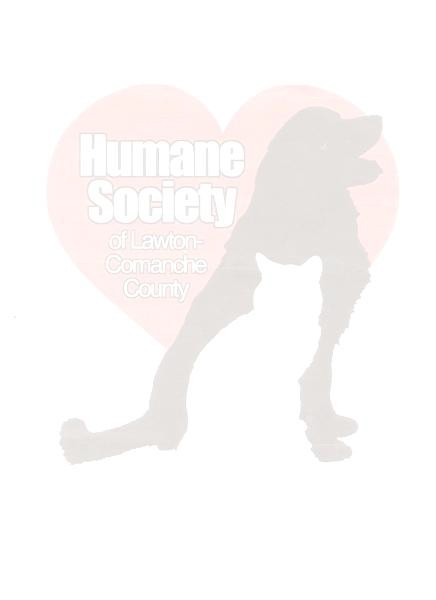 Humane
Society
of Lawton-
Comanche
County